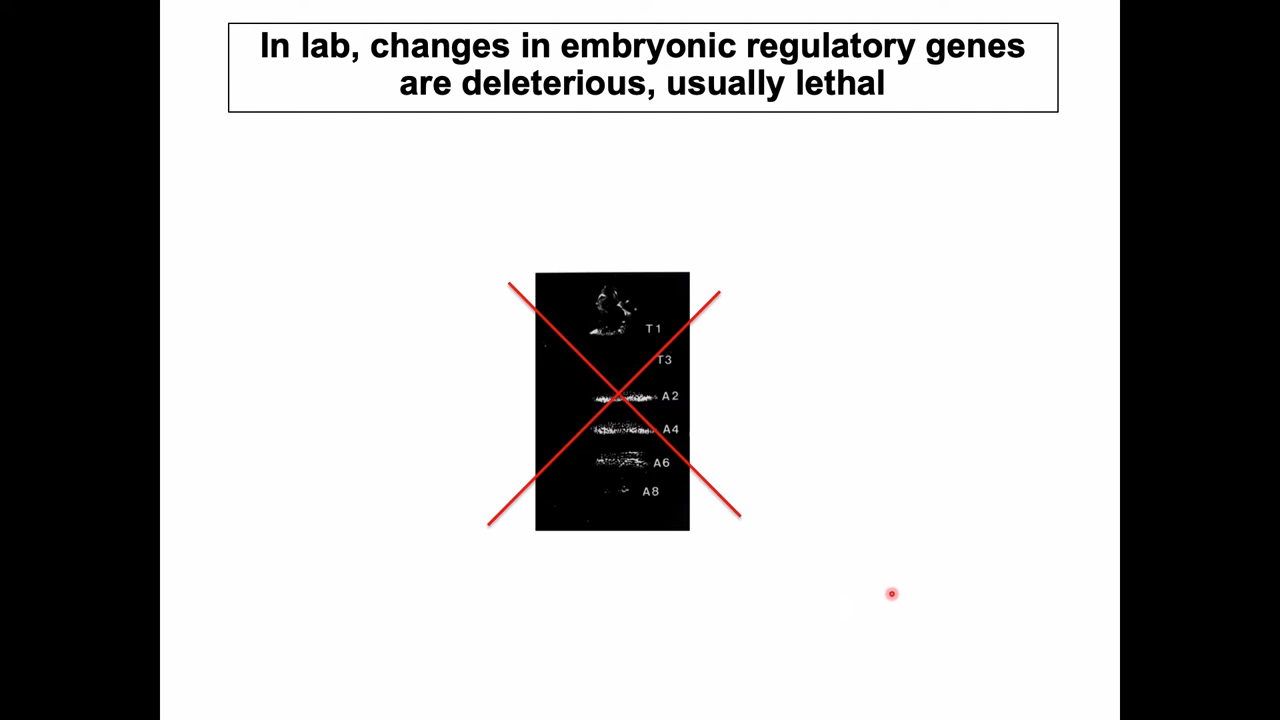 In lab, changes in embryonic regulatory genes
are deleterious, usually lethal
T1
T3
A2
A4
A6
A8